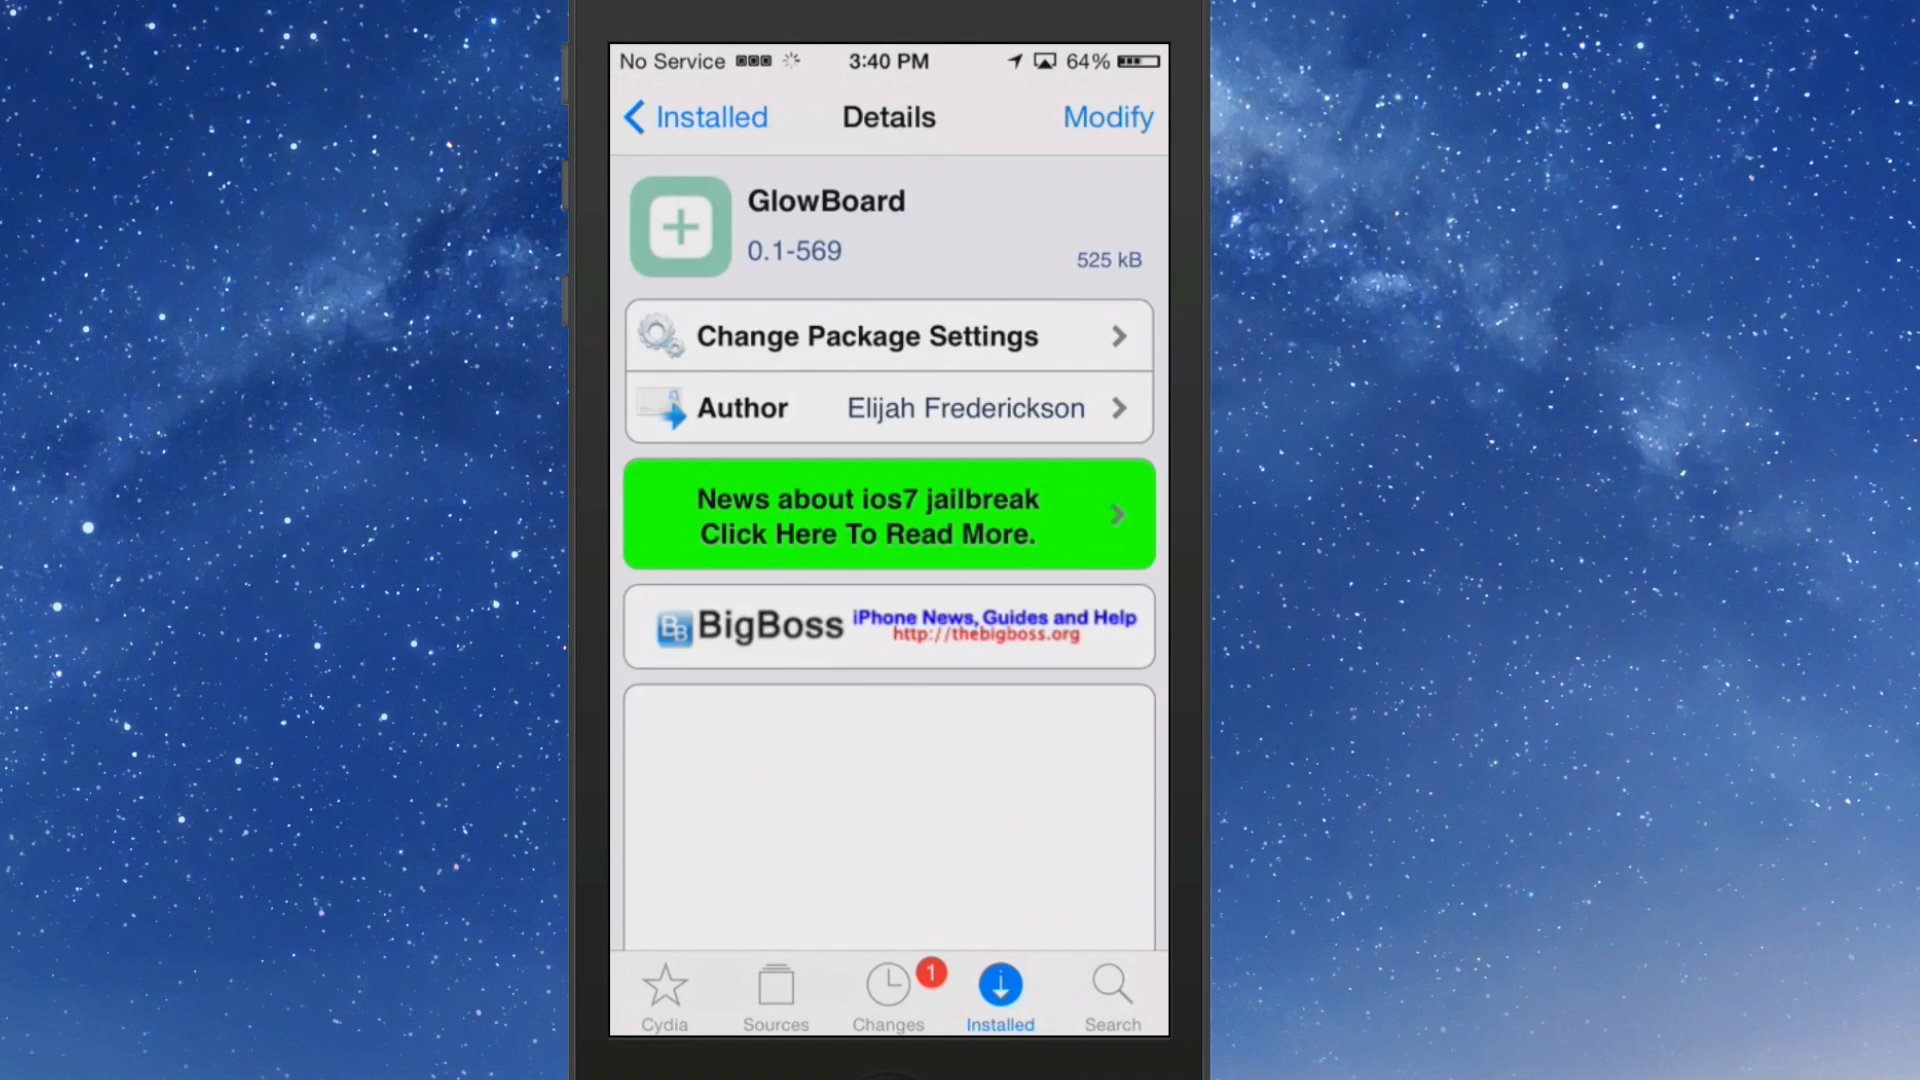 No Service 3:40 PM 64%
Installed Details Modify
GlowBoard
0.1-569 525 kB
Change Package Settings
Author Elijah Frederickson
News about ios7 jailbreak
Click Here To Read More.
BB BigBoss iPhone News, Guides and Help
http://thebigboss.org
1
Cydia Sources Changes Installed Search